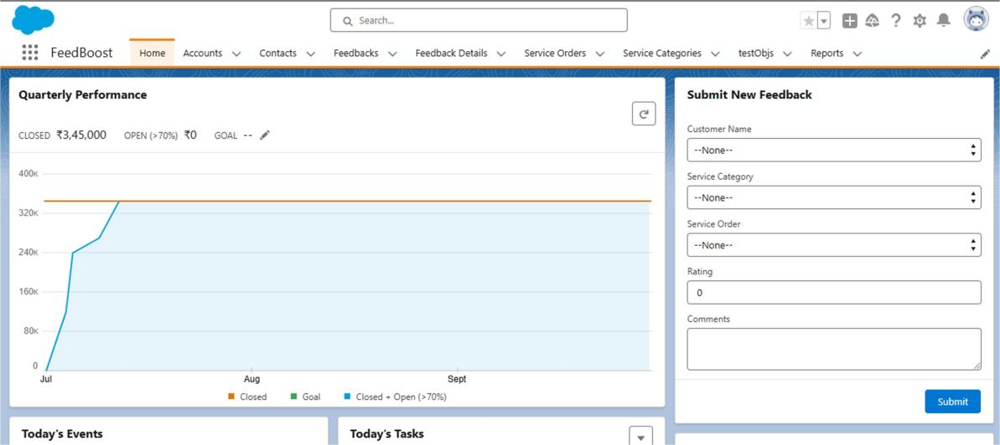 Search...
FeedBoost Home Accounts Contacts Feedbacks Feedback Details Service Orders Service Categories testObjs Reports
Quarterly Performance
CLOSED ₹3,45,000 OPEN (>70%) ₹0 GOAL --
400K
320K
240K
160K
80K
0
Jul Aug Sept
Closed Goal Closed + Open (>70%)
Submit New Feedback
Customer Name
--None--
Service Category
--None--
Service Order
--None--
Rating
0
Comments
Submit
Today's Events
Today's Tasks